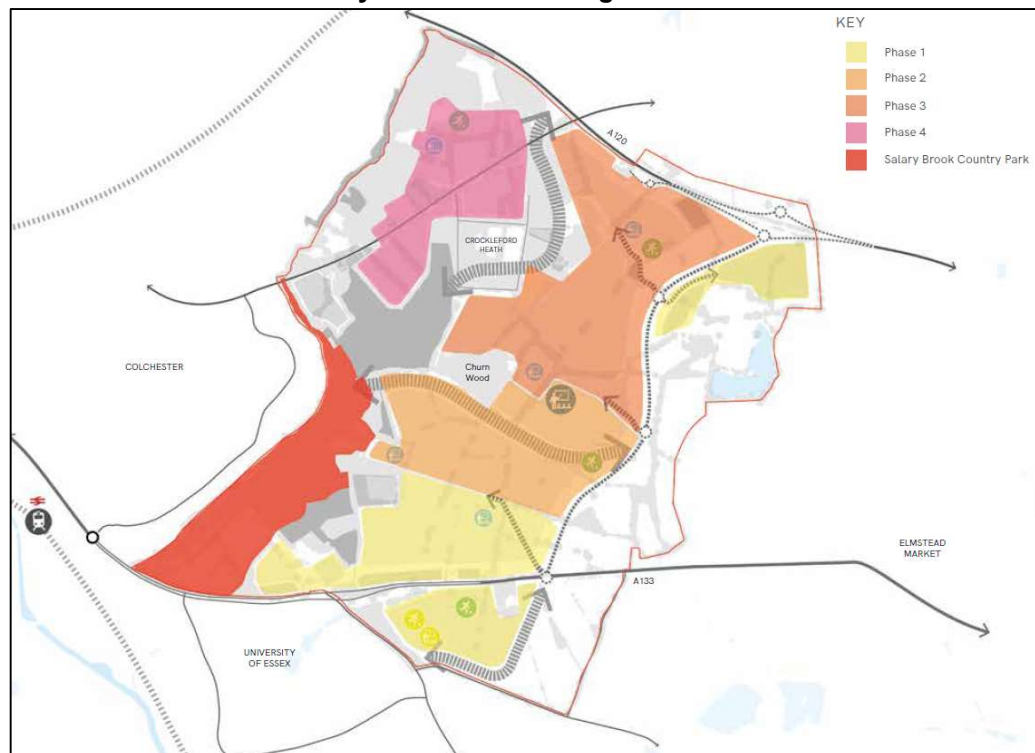 KEY
Phase 1
Phase 2
Phase 3
Phase 4
Salary Brook Country Park
A120
CROCKLEFORD
HEATH
COLCHESTER
Churn
Wood
ELMSTEAD
MARKET
A133
UNIVERSITY
OF ESSEX